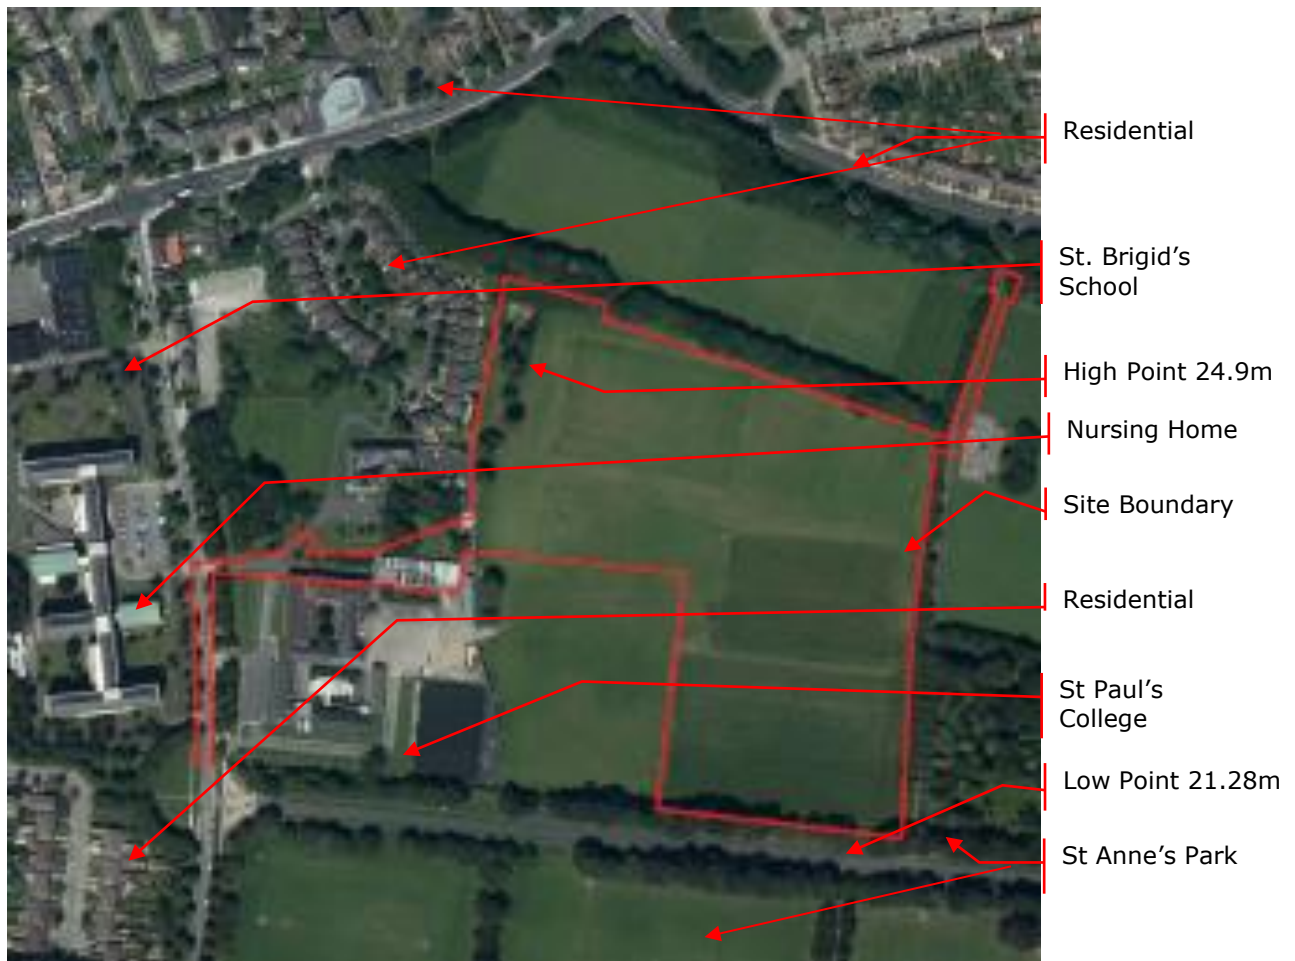 Residential
St. Brigid's
School
High Point 24.9m
Nursing Home
Site Boundary
Residential
St Paul's
College
Low Point 21.28m
St Anne's Park